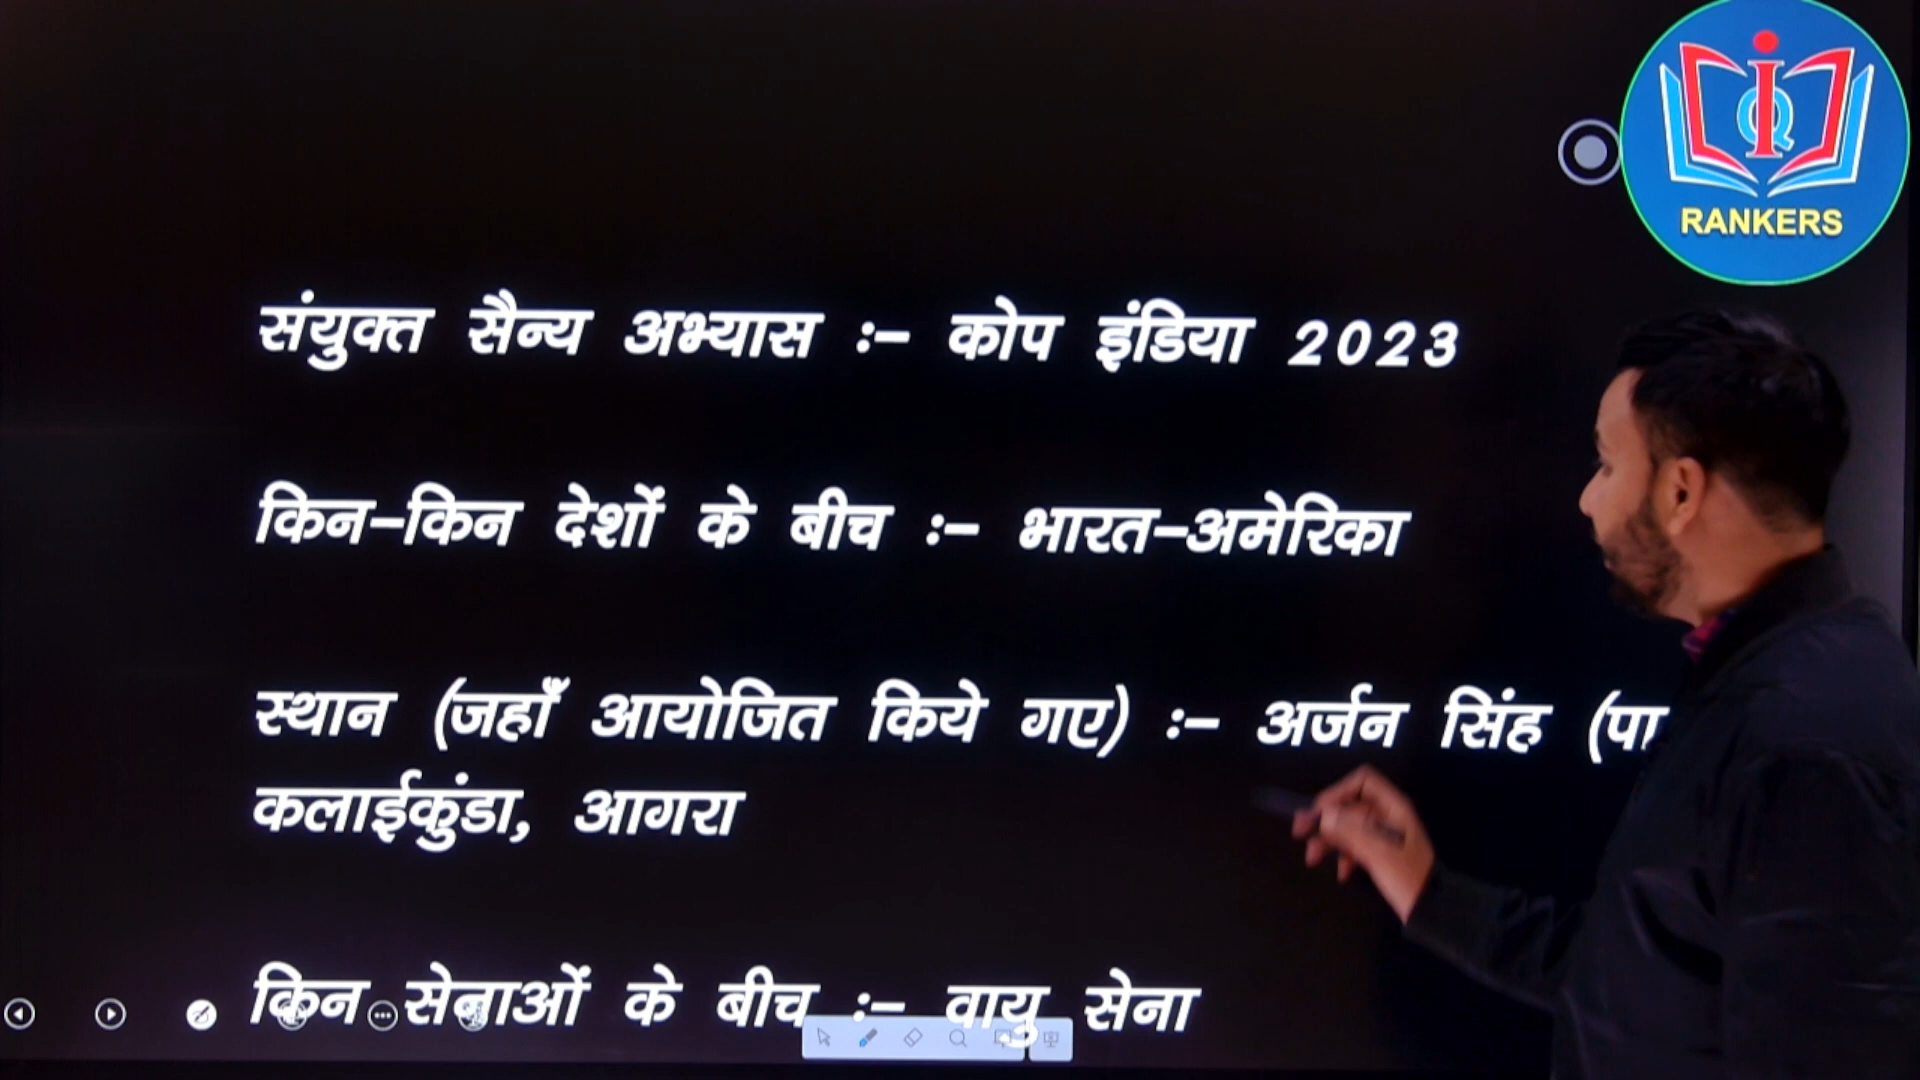 RANKERS
संयुक्त सैन्य अभ्यास :- कोप इंडिया 2023
किन-किन देशों के बीच :- भारत-अमेरिका
स्थान (जहाँ आयोजित किये गए) :- अर्जन सिंह
कलाईकुंडा, आगरा
किन सेनाओं के बीच :- वायु सेना